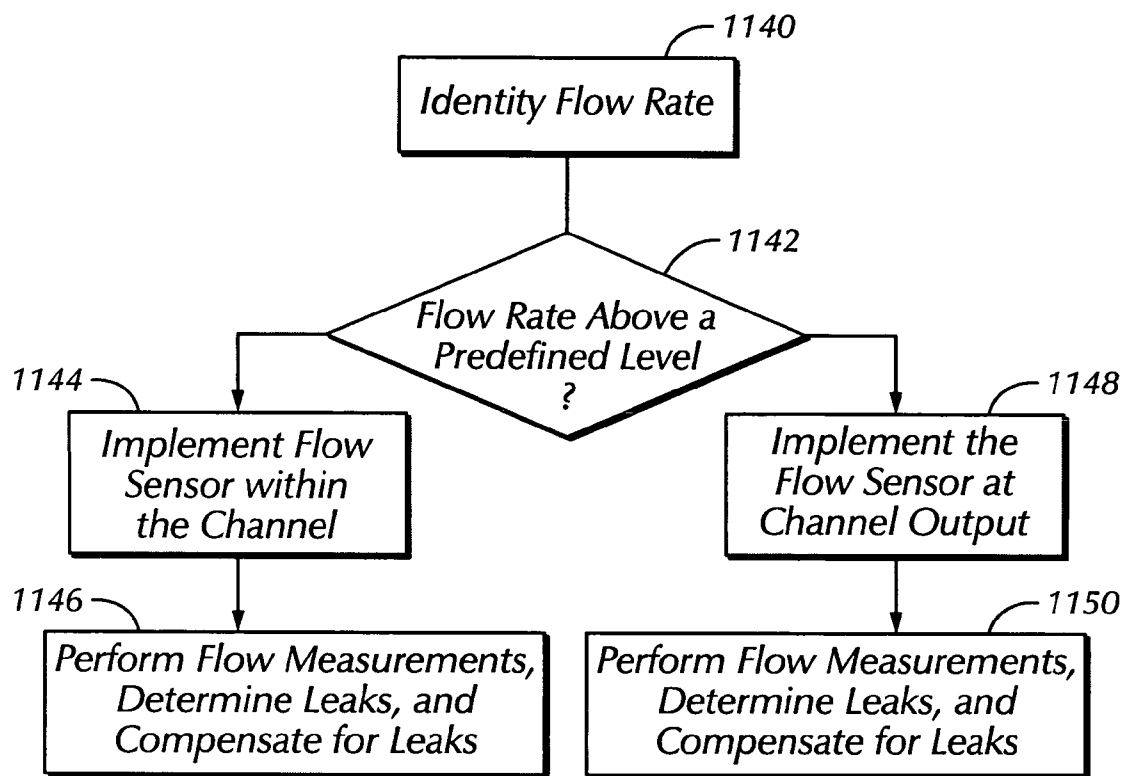 1140
Identity Flow Rate
1142
Flow Rate Above a
Predefined Level
?
1144
Implement Flow
Sensor within
the Channel
1148
Implement the
Flow Sensor at
Channel Output
1146
Perform Flow Measurements,
Determine Leaks, and
Compensate for Leaks
1150
Perform Flow Measurements,
Determine Leaks, and
Compensate for Leaks